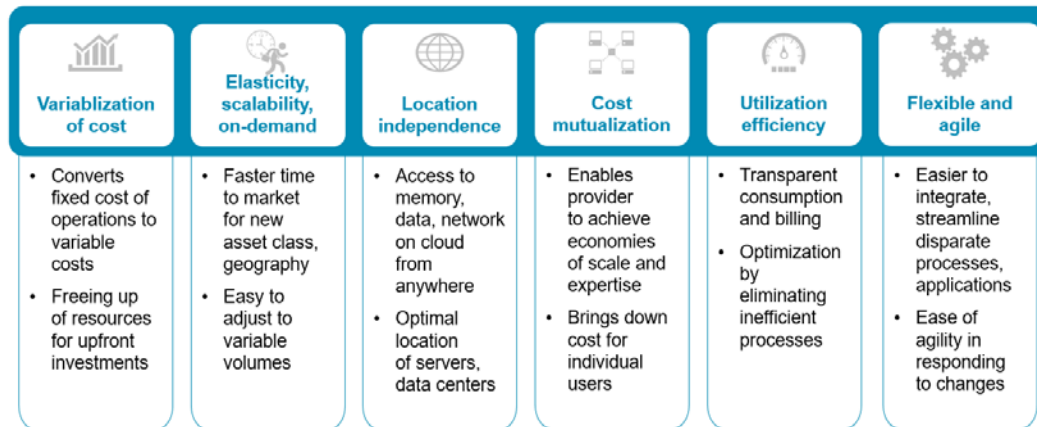 Variablization
of cost
• Converts
fixed cost of
operations to
variable
costs
• Freeing up
of resources
for upfront
investments
Elasticity,
scalability,
on-demand
• Faster time
to market
for new
asset class,
geography
• Easy to
adjust to
variable
volumes
Location
independence
• Access to
memory,
data, network
on cloud
from
anywhere
• Optimal
location
of servers,
data centers
Cost
mutualization
• Enables
provider
to achieve
economies
of scale and
expertise
• Brings down
cost for
individual
users
Utilization
efficiency
• Transparent
consumption
and billing
• Optimization
by
eliminating
inefficient
processes
Flexible and
agile
• Easier to
integrate,
streamline
disparate
processes,
applications
• Ease of
agility in
responding
to changes